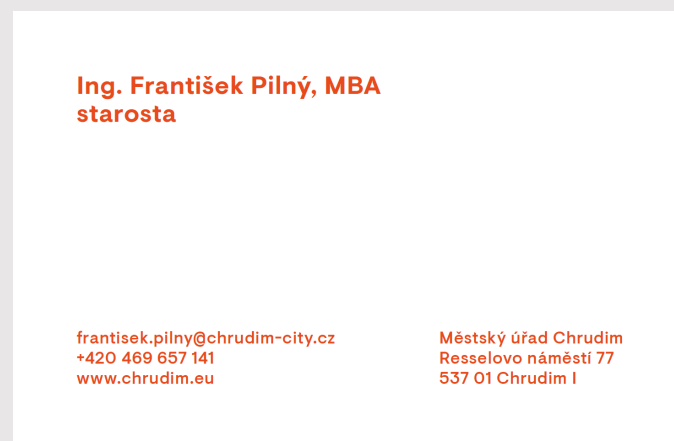 Ing. František Pilný, MBA
starosta
frantisek.pilny@chrudim-city.cz
+420 469 657 141
www.chrudim.eu
Městský úřad Chrudim
Resselovo náměstí 77
537 01 Chrudim I